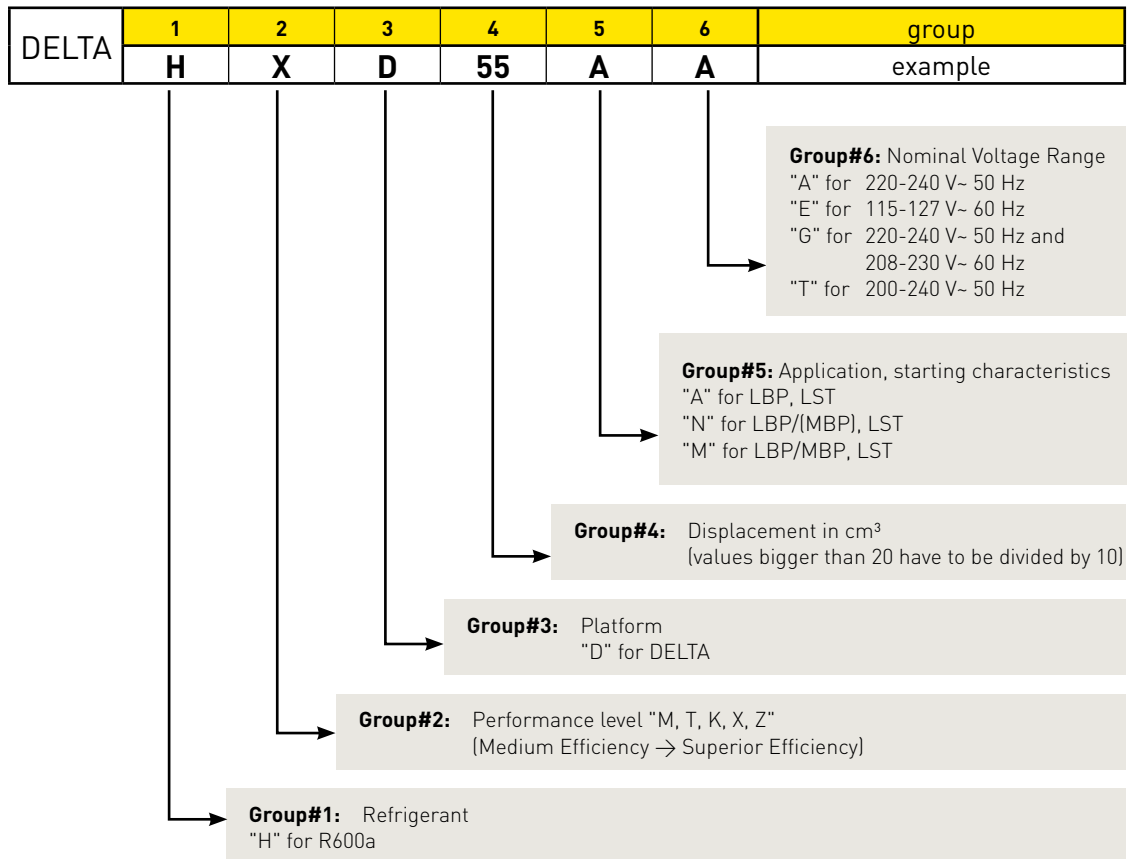 DELTA 1 2 3 4 5 6 group
H X D 55 A A example
Group#6: Nominal Voltage Range
"A" for 220-240 V~ 50 Hz
"E" for 115-127 V~ 60 Hz
"G" for 220-240 V~ 50 Hz and
208-230 V~ 60 Hz
"T" for 200-240 V~ 50 Hz
Group#5: Application, starting characteristics
"A" for LBP, LST
"N" for LBP/(MBP), LST
"M" for LBP/MBP, LST
Group#4: Displacement in cm³
(values bigger than 20 have to be divided by 10)
Group#3: Platform
"D" for DELTA
Group#2: Performance level "M, T, K, X, Z"
(Medium Efficiency → Superior Efficiency)
Group#1: Refrigerant
"H" for R600a